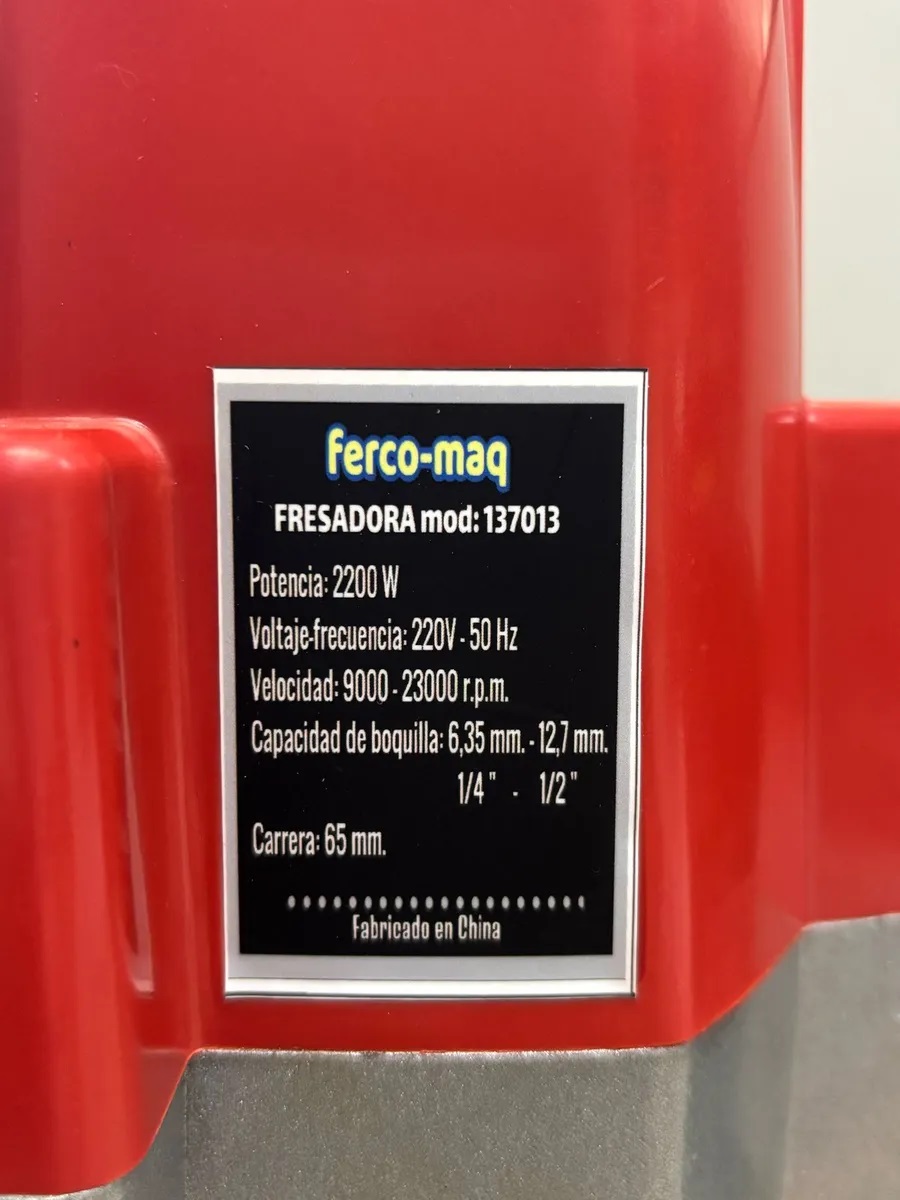 ferco-maq
FRESADORA mod: 137013
Potencia: 2200 W
Voltaje-frecuencia: 220V - 50 Hz
Velocidad: 9000 - 23000 r.p.m.
Capacidad de boquilla: 6,35 mm. - 12,7 mm.
1/4" - 1/2"
Carrera: 65 mm.
Fabricado en China